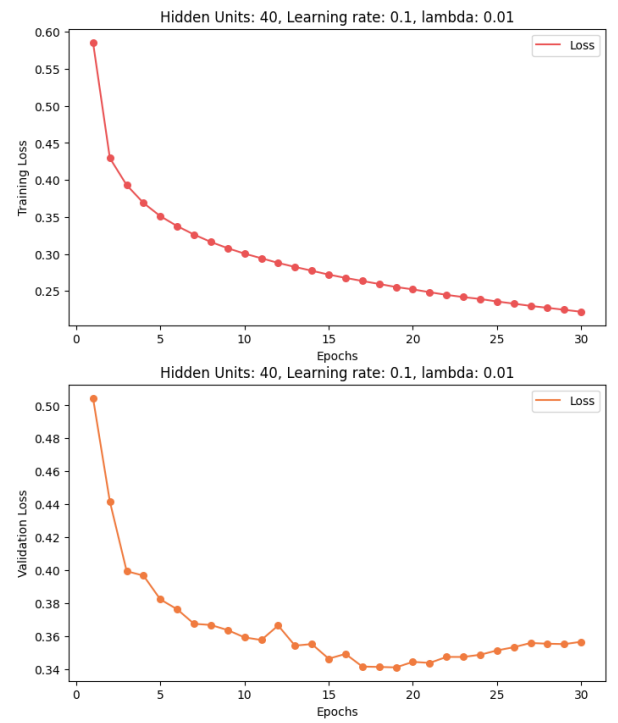 Hidden Units: 40, Learning rate: 0.1, lambda: 0.01
0.60
Loss
0.55
0.50
0.45
Training Loss
0.40
0.35
0.30
0.25
0 5 10 15 20 25 30
Epochs
Hidden Units: 40, Learning rate: 0.1, lambda: 0.01
Loss
0.50
0.48
0.46
0.44
Validation Loss
0.42
0.40
0.38
0.36
0.34
0 5 10 15 20 25 30
Epochs